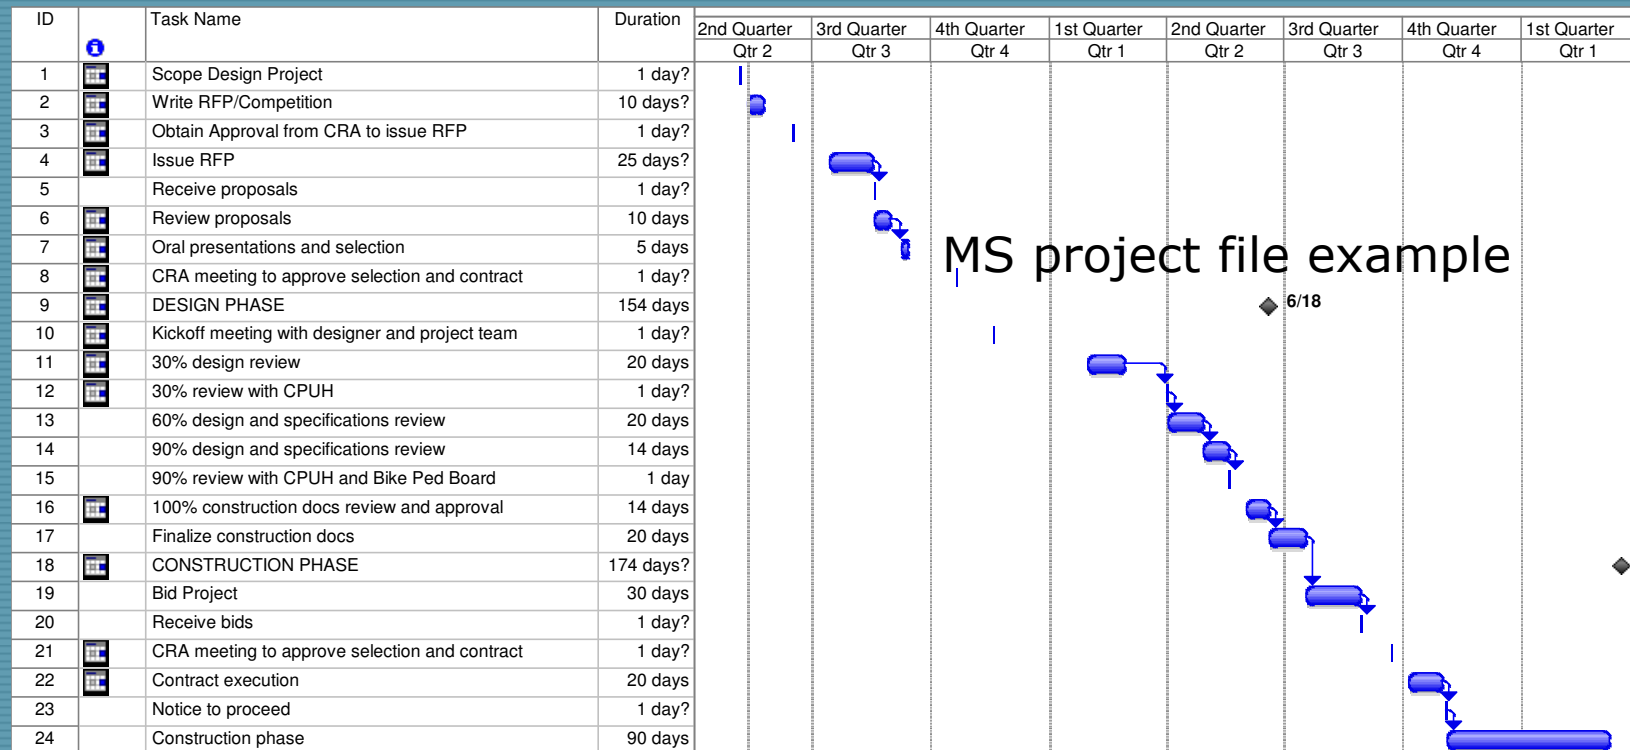 ID Task Name Duration 2nd Quarter 3rd Quarter 4th Quarter 1st Quarter 2nd Quarter 3rd Quarter 4th Quarter 1st Quarter
Qtr 2 Qtr 3 Qtr 4 Qtr 1 Qtr 2 Qtr 3 Qtr 4 Qtr 1
1 Scope Design Project 1 day?
2 Write RFP/Competition 10 days?
3 Obtain Approval from CRA to issue RFP 1 day?
4 Issue RFP 25 days?
5 Receive proposals 1 day?
6 Review proposals 10 days
7 Oral presentations and selection 5 days
MS project file example
8 CRA meeting to approve selection and contract 1 day?
9 DESIGN PHASE 154 days 6/18
10 Kickoff meeting with designer and project team 1 day?
11 30% design review 20 days
12 30% review with CPUH 1 day?
13 60% design and specifications review 20 days
14 90% design and specifications review 14 days
15 90% review with CPUH and Bike Ped Board 1 day
16 100% construction docs review and approval 14 days
17 Finalize construction docs 20 days
18 CONSTRUCTION PHASE 174 days?
19 Bid Project 30 days
20 Receive bids 1 day?
21 CRA meeting to approve selection and contract 1 day?
22 Contract execution 20 days
23 Notice to proceed 1 day?
24 Construction phase 90 days